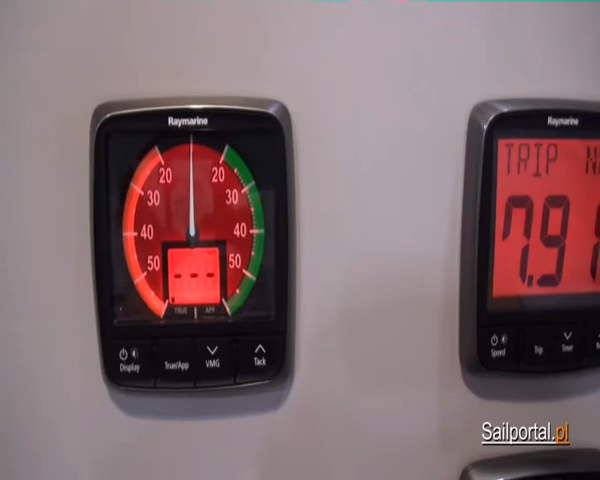 Raymarine
20 20
30 30
40 40
50 50
---
TRUE APP
Display True/App VMG Tack
Raymarine
TRIP
7.9
Speed Trip Timer
Sailportal.pl